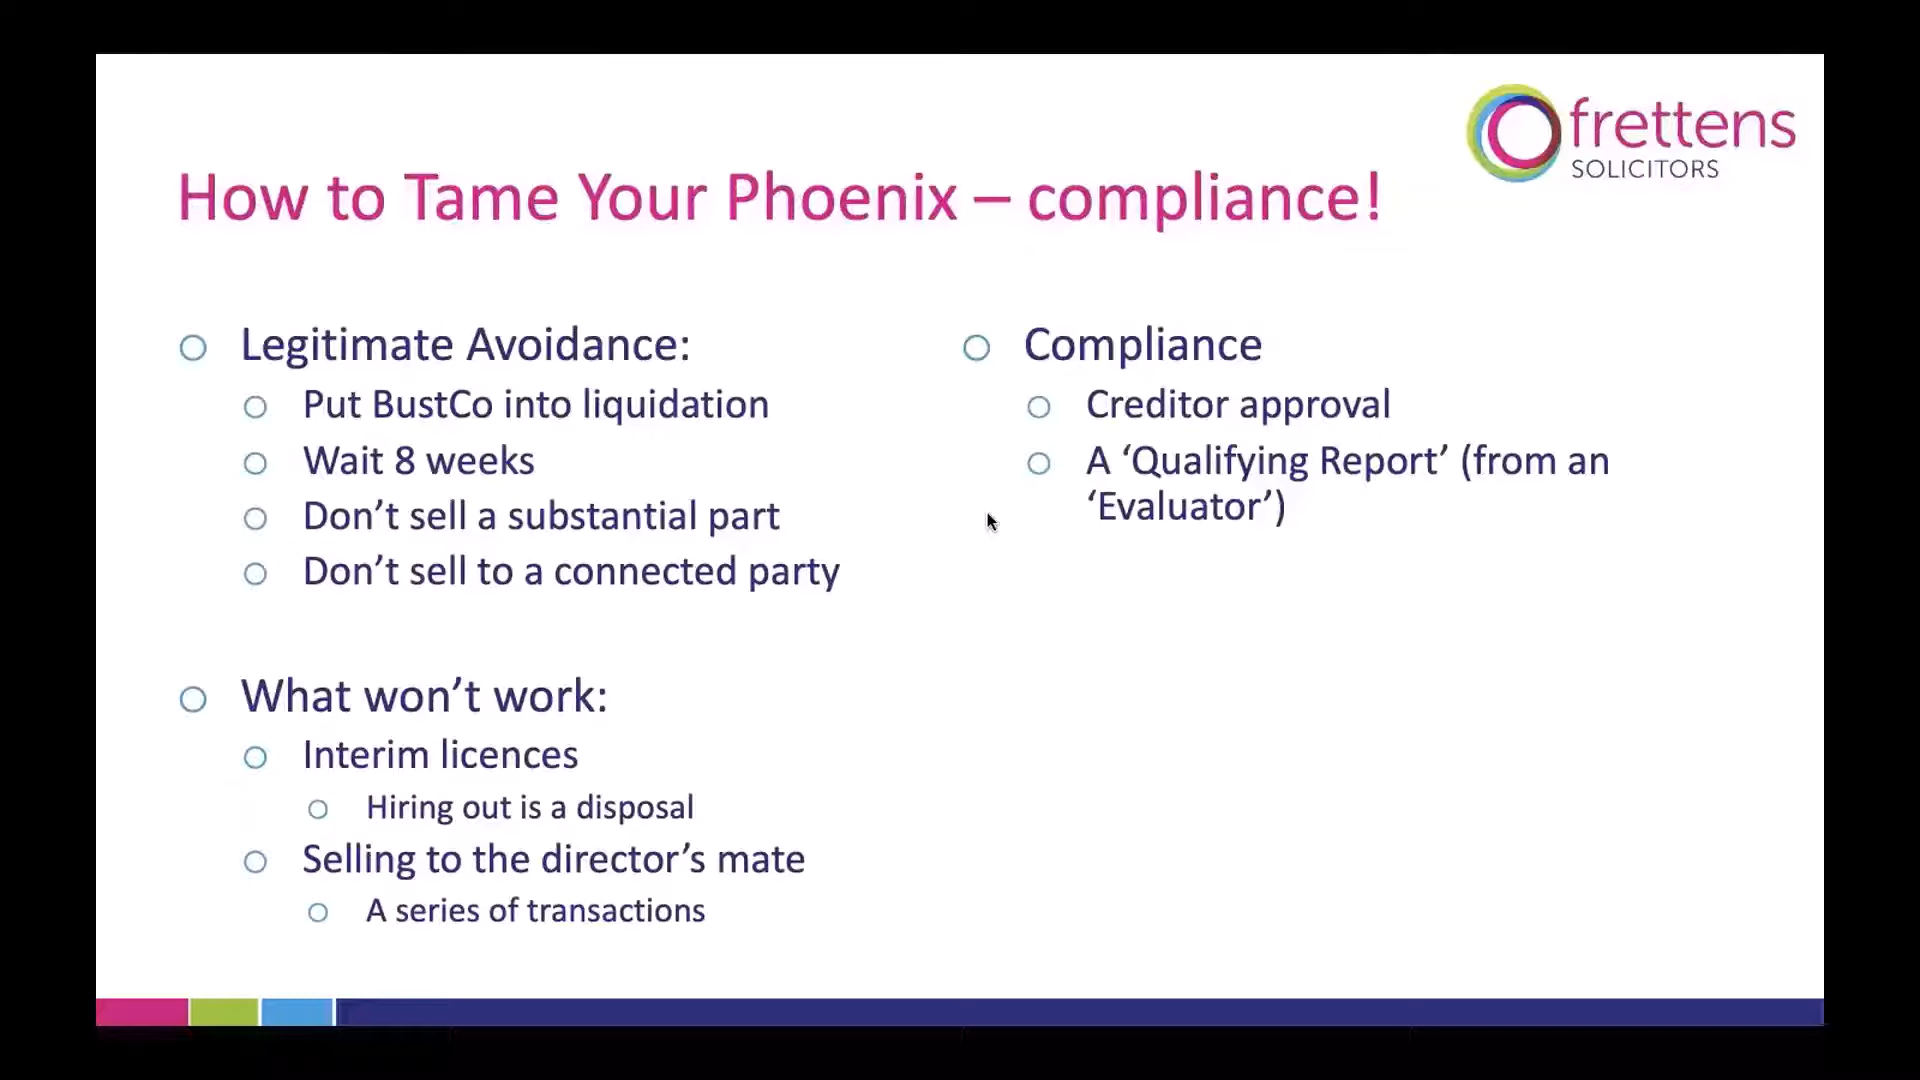 frettens
SOLICITORS
How to Tame Your Phoenix – compliance!
Legitimate Avoidance:
Put BustCo into liquidation
Wait 8 weeks
Don’t sell a substantial part
Don’t sell to a connected party
What won’t work:
Interim licences
Hiring out is a disposal
Selling to the director’s mate
A series of transactions
Compliance
Creditor approval
A ‘Qualifying Report’ (from an
‘Evaluator’)